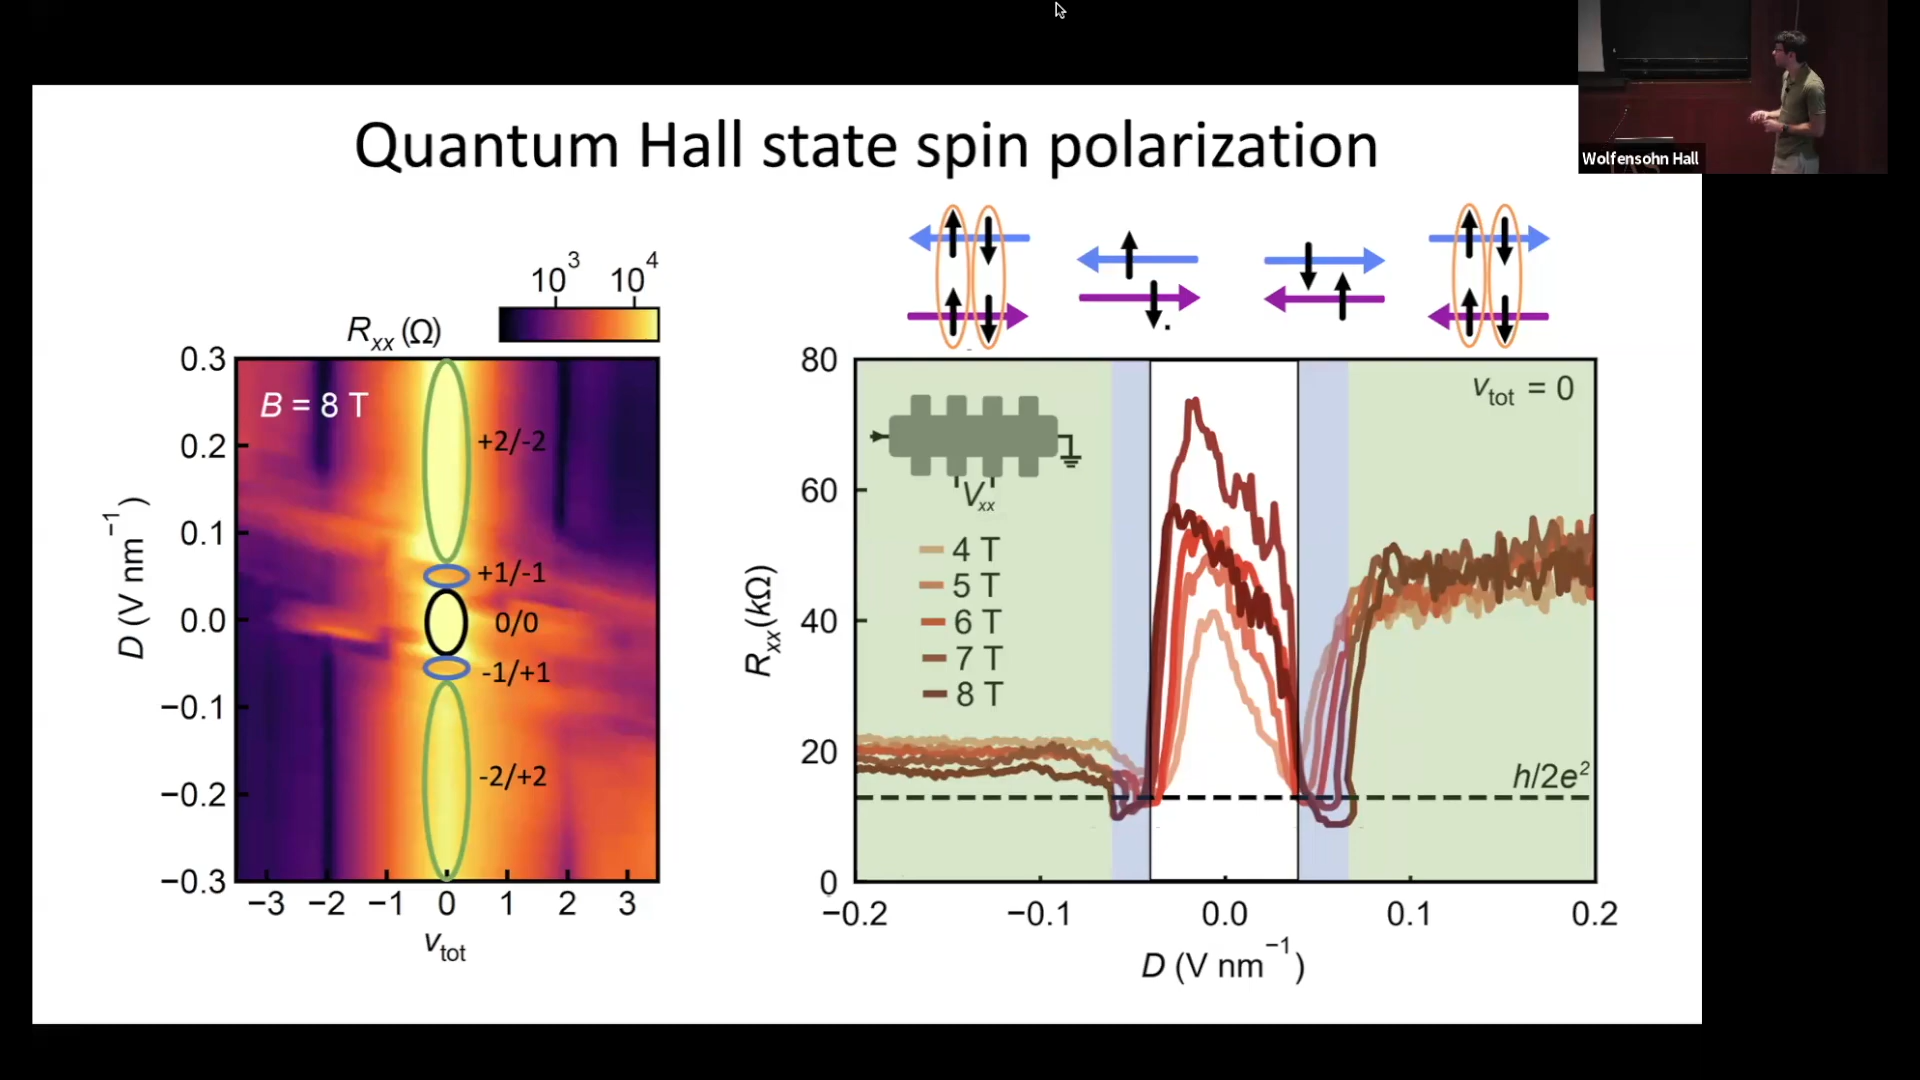 Wolfensohn Hall
Quantum Hall state spin polarization
10³ 10⁴
Rxx (Ω)
B = 8 T
0.3
0.2
0.1
0.0
−0.1
−0.2
−0.3
D (V nm⁻¹)
+2/-2
+1/-1
0/0
-1/+1
-2/+2
−3 −2 −1 0 1 2 3
νtot
80
60
40
20
0
Rxx(kΩ)
νtot = 0
Vxx
4 T
5 T
6 T
7 T
8 T
h/2e²
−0.2 −0.1 0.0 0.1 0.2
D (V nm⁻¹)